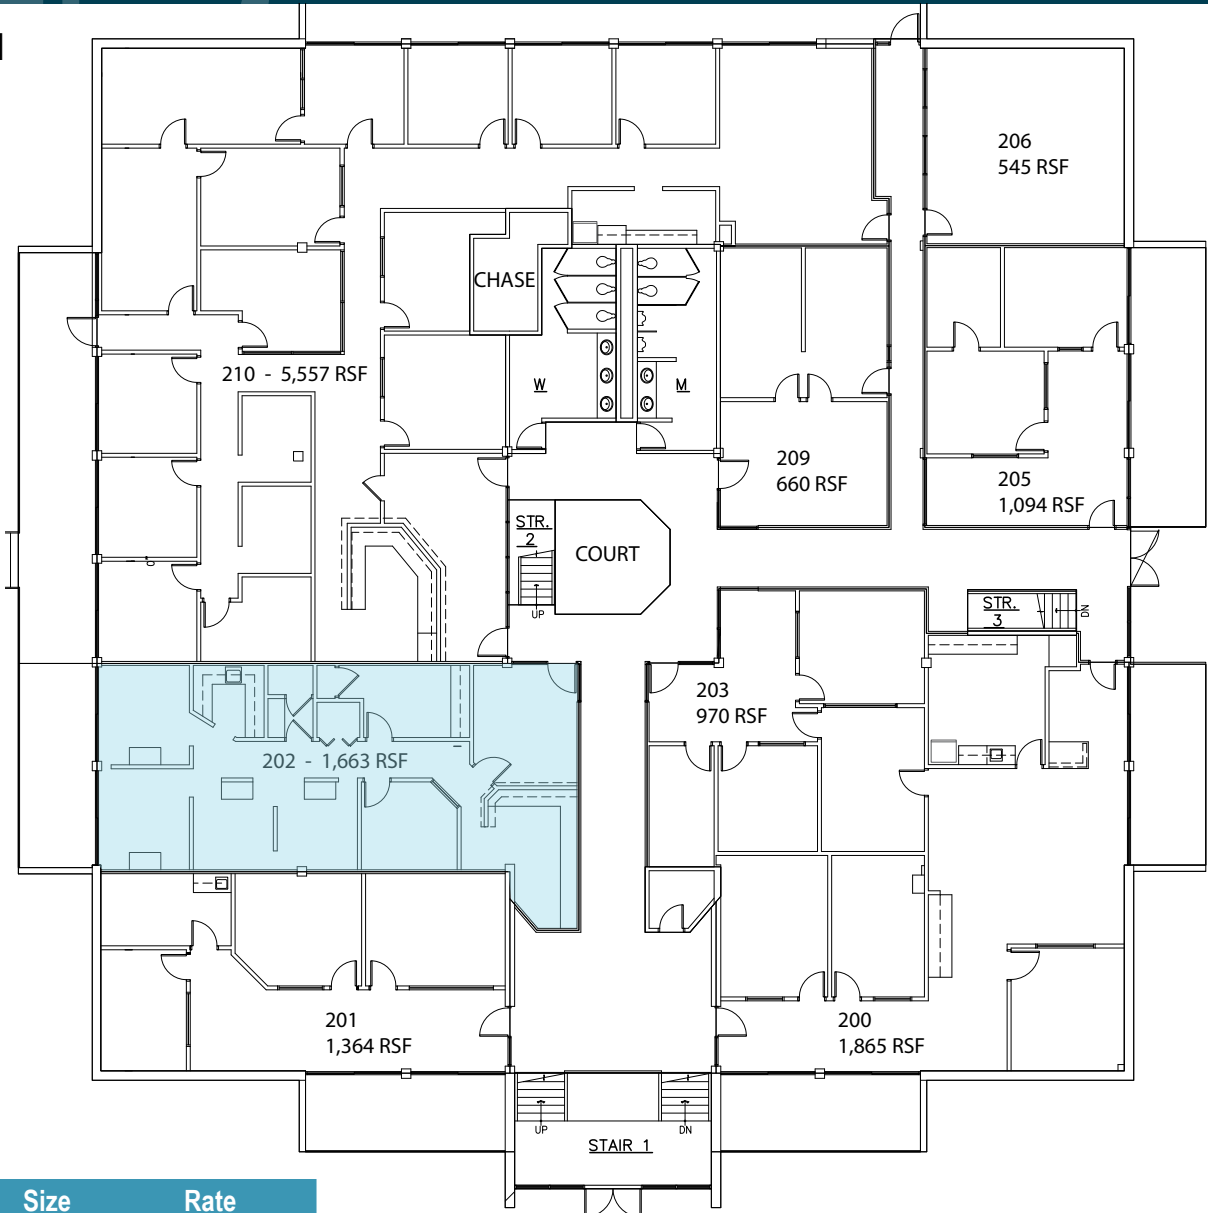 206
545 RSF
CHASE
210 - 5,557 RSF
W
M
209
660 RSF
205
1,094 RSF
STR.
2
COURT
UP
STR.
3
DN
203
970 RSF
202 - 1,663 RSF
201
1,364 RSF
200
1,865 RSF
UP
DN
STAIR 1
Size Rate